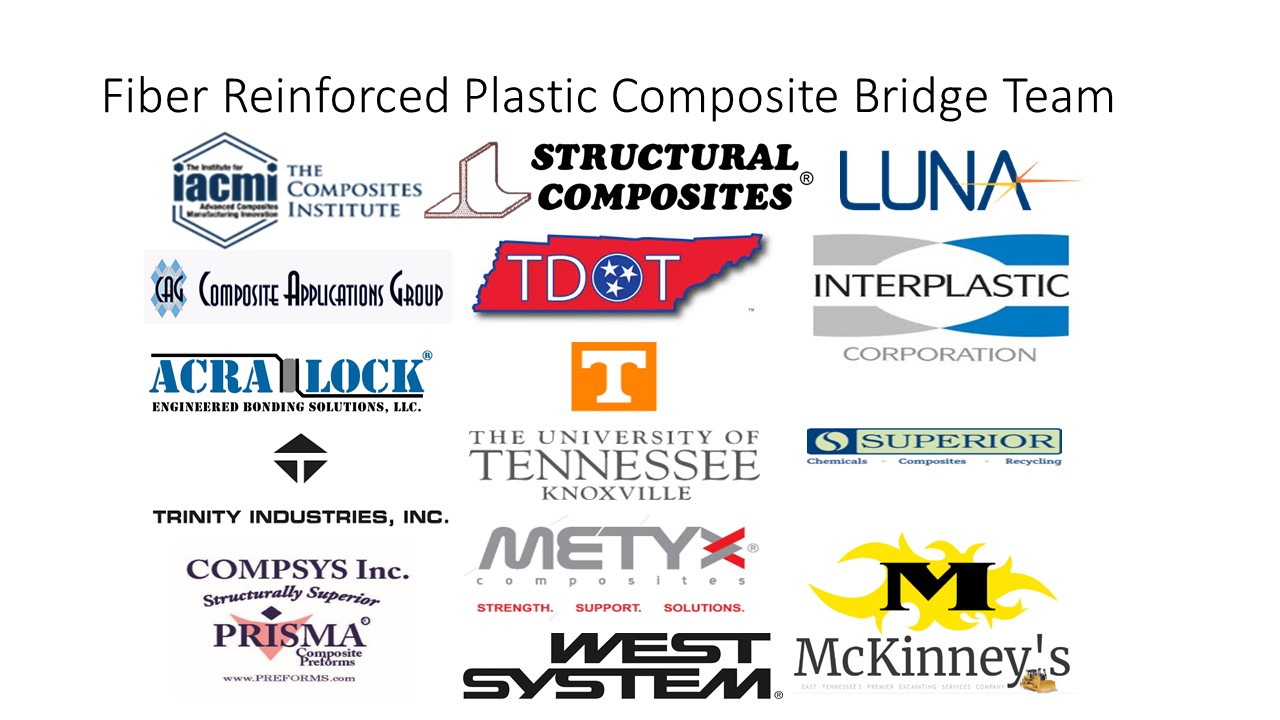 Fiber Reinforced Plastic Composite Bridge Team
The Institute for
iacmi
Advanced Composites
Manufacturing Innovation
THE
COMPOSITES
INSTITUTE
STRUCTURAL
COMPOSITES®
LUNA
CAG COMPOSITE APPLICATIONS GROUP
TDOT
TM
INTERPLASTIC
CORPORATION
ACRA LOCK®
ENGINEERED BONDING SOLUTIONS, LLC.
T
THE UNIVERSITY OF
TENNESSEE
KNOXVILLE
S SUPERIOR
Chemicals - Composites - Recycling
TRINITY INDUSTRIES, INC.
METYX®
composites
STRENGTH. SUPPORT. SOLUTIONS.
COMPSYS Inc.
Structurally Superior
PRISMA®
Composite
Preforms
www.PREFORMS.com
WEST
SYSTEM®
M
McKinney's
EAST TENNESSEE'S PREMIER EXCAVATING SERVICES COMPANY